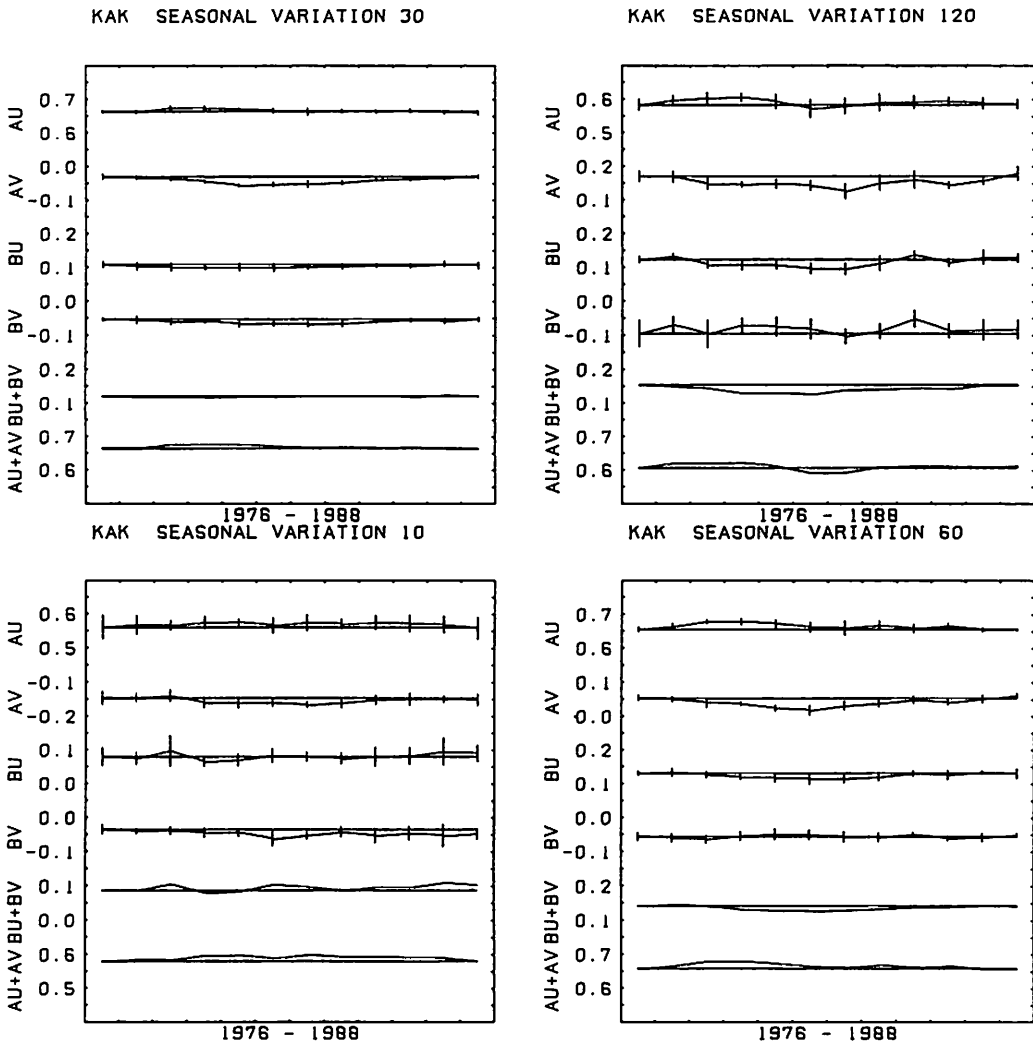 KAK SEASONAL VARIATION 30
AU 0.7
0.6
AV 0.0
-0.1
BU 0.2
0.1
BV 0.0
-0.1
BU+BV 0.2
0.1
AU+AV 0.7
0.6
1976 - 1988
KAK SEASONAL VARIATION 120
AU 0.6
0.5
AV 0.2
0.1
BU 0.2
0.1
BV 0.0
-0.1
BU+BV 0.2
0.1
AU+AV 0.7
0.6
1976 - 1988
KAK SEASONAL VARIATION 10
AU 0.6
0.5
AV -0.1
-0.2
BU 0.1
0.0
BV 0.0
-0.1
BU+BV 0.1
0.0
AU+AV 0.6
0.5
1976 - 1988
KAK SEASONAL VARIATION 60
AU 0.7
0.6
AV 0.1
0.0
BU 0.2
0.1
BV 0.0
-0.1
BU+BV 0.2
0.1
AU+AV 0.7
0.6
1976 - 1988